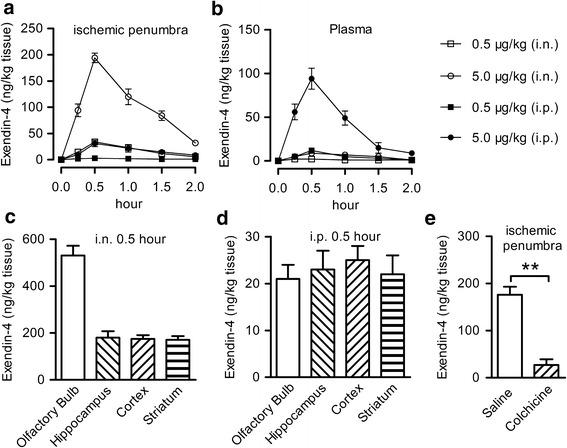 a
ischemic penumbra
Exendin-4 (ng/kg tissue)
250
200
150
100
50
0
0.0 0.5 1.0 1.5 2.0
hour
b
Plasma
Exendin-4 (ng/kg tissue)
150
100
50
0
0.0 0.5 1.0 1.5 2.0
hour
0.5 µg/kg (i.n.)
5.0 µg/kg (i.n.)
0.5 µg/kg (i.p.)
5.0 µg/kg (i.p.)
c
i.n. 0.5 hour
Exendin-4 (ng/kg tissue)
600
400
200
0
Olfactory Bulb
Hippocampus
Cortex
Striatum
d
i.p. 0.5 hour
Exendin-4 (ng/kg tissue)
30
20
10
0
Olfactory Bulb
Hippocampus
Cortex
Striatum
e
ischemic
penumbra
Exendin-4 (ng/kg tissue)
300
200
100
0
**
Saline
Colchicine